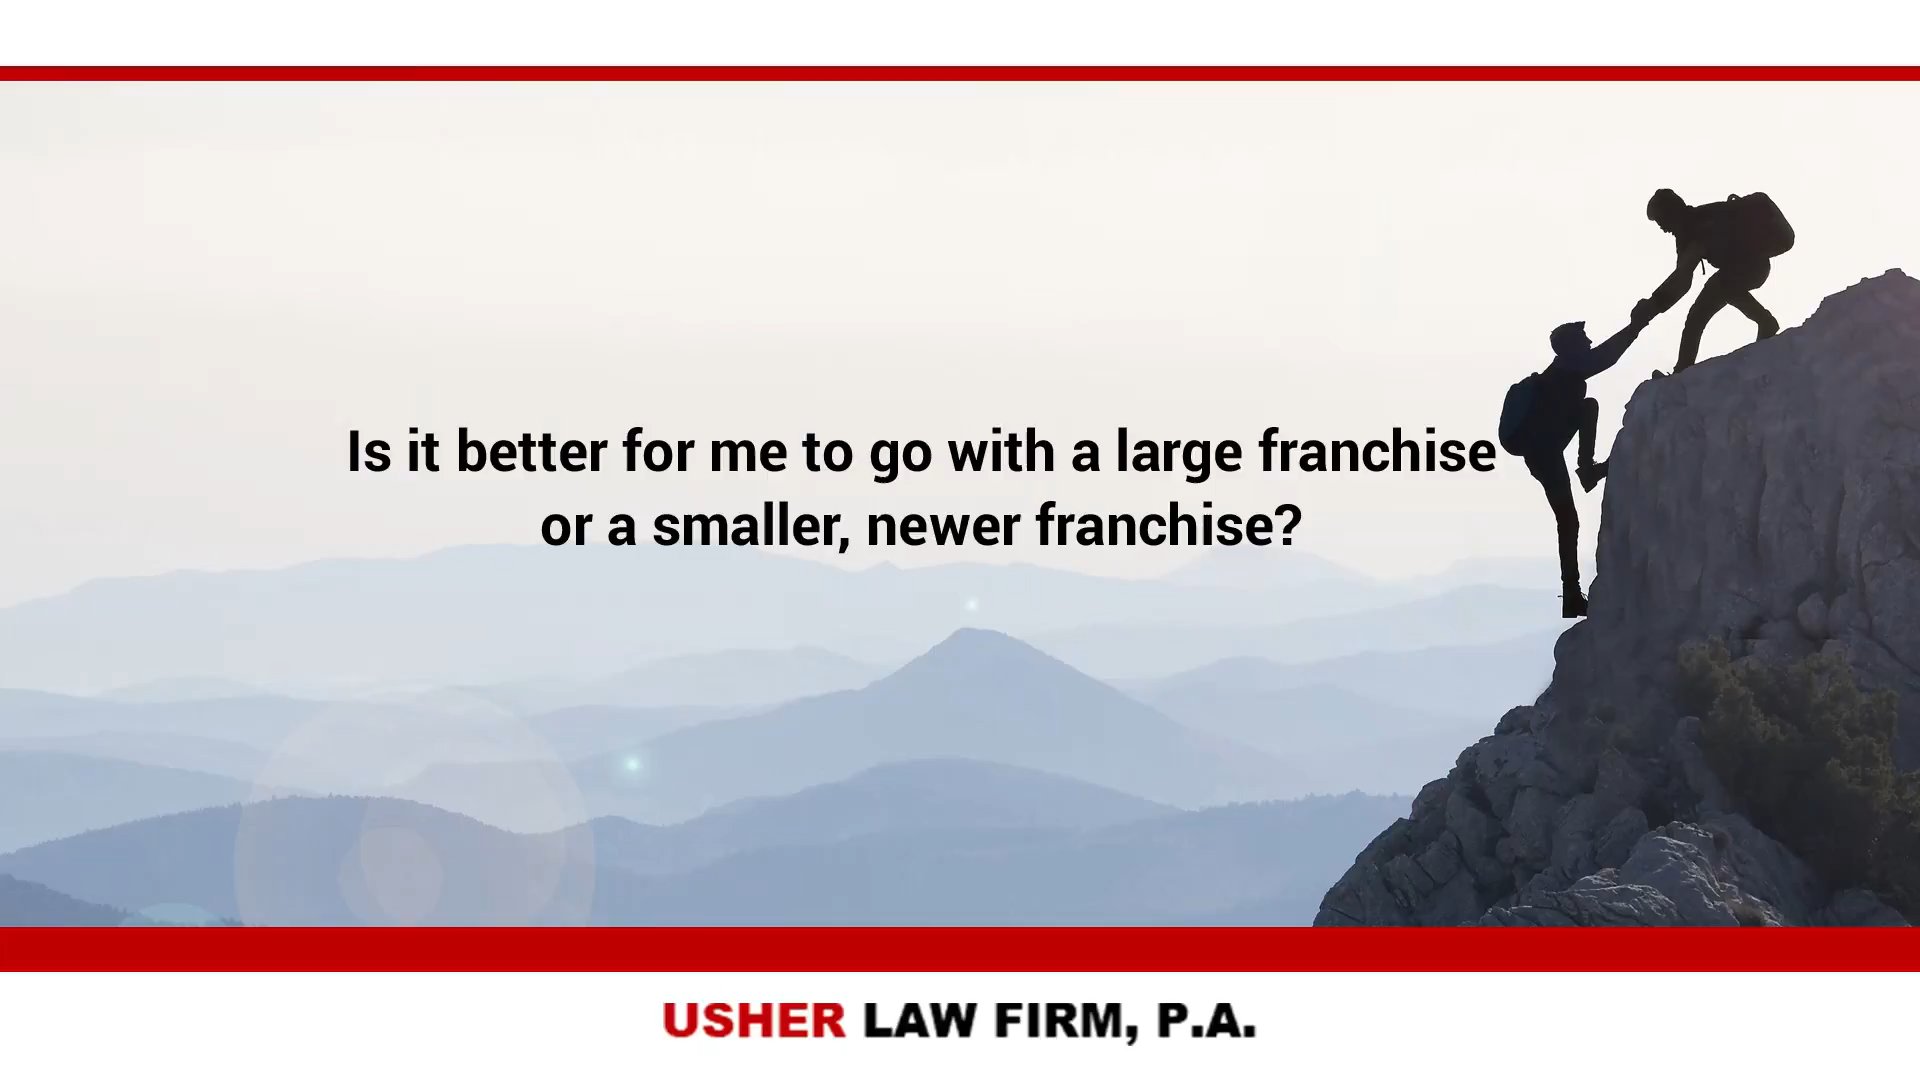 Is it better for me to go with a large franchise
or a smaller, newer franchise?
USHER LAW FIRM, P.A.